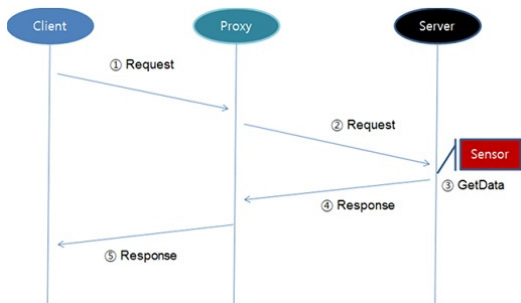 Client
Proxy
Server
① Request
② Request
Sensor
③ GetData
④ Response
⑤ Response